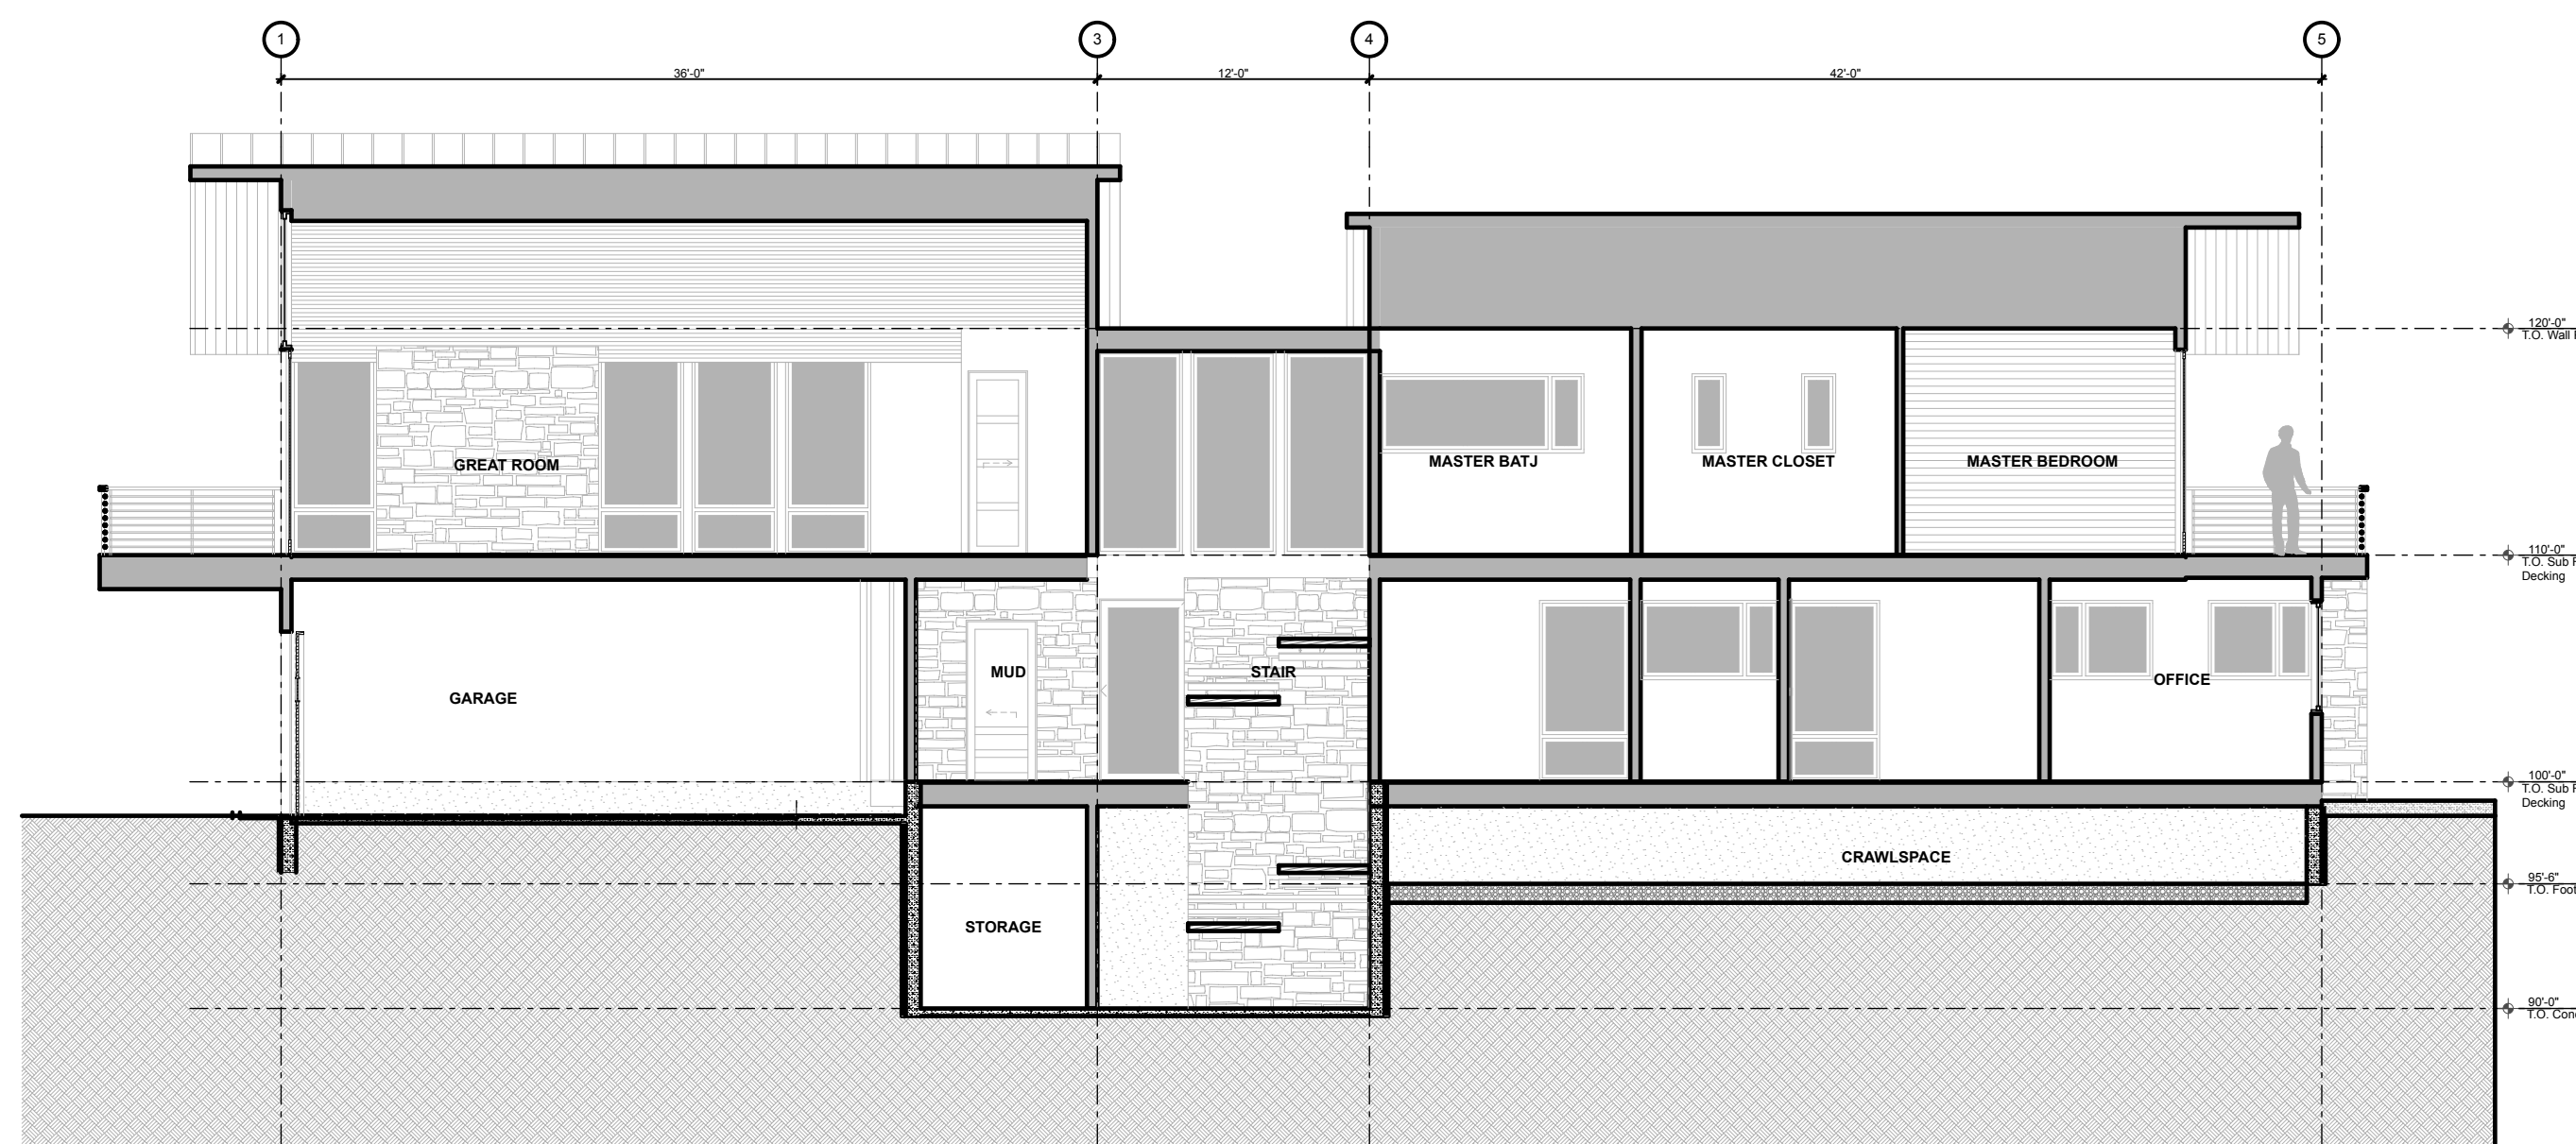 1
3
4
5
36'-0"
12'-0"
42'-0"
120'-0"
T.O. Wall
GREAT ROOM
MASTER BATJ
MASTER CLOSET
MASTER BEDROOM
110'-0"
T.O. Sub
Decking
GARAGE
MUD
STAIR
OFFICE
100'-0"
T.O. Sub
Decking
CRAWLSPACE
95'-6"
T.O.
STORAGE
90'-0"
T.O.